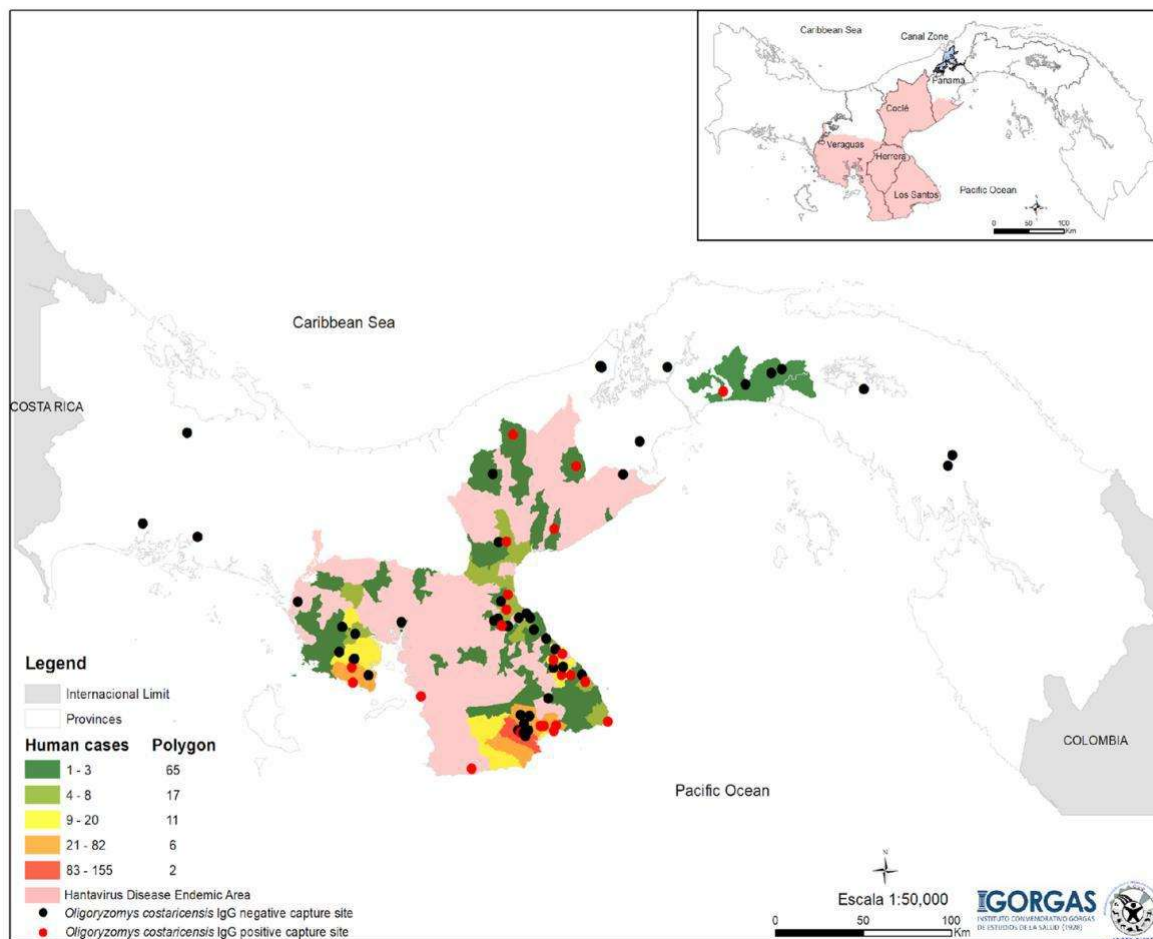 Caribbean Sea
Canal Zone
Panamá
Coclé
Veraguas
Herrera
Los Santos
Pacific Ocean
N
0 50 100
Km
Caribbean Sea
COSTA RICA
COLOMBIA
Pacific Ocean
Legend
Internacional Limit
Provinces
Human cases Polygon
1 - 3 65
4 - 8 17
9 - 20 11
21 - 82 6
83 - 155 2
Hantavirus Disease Endemic Area
Oligoryzomys costaricensis IgG negative capture site
Oligoryzomys costaricensis IgG positive capture site
N
Escala 1:50,000
0 50 100
Km
IGORGAS
INSTITUTO CONMEMORATIVO GORGAS
DE ESTUDIOS DE LA SALUD (1928)